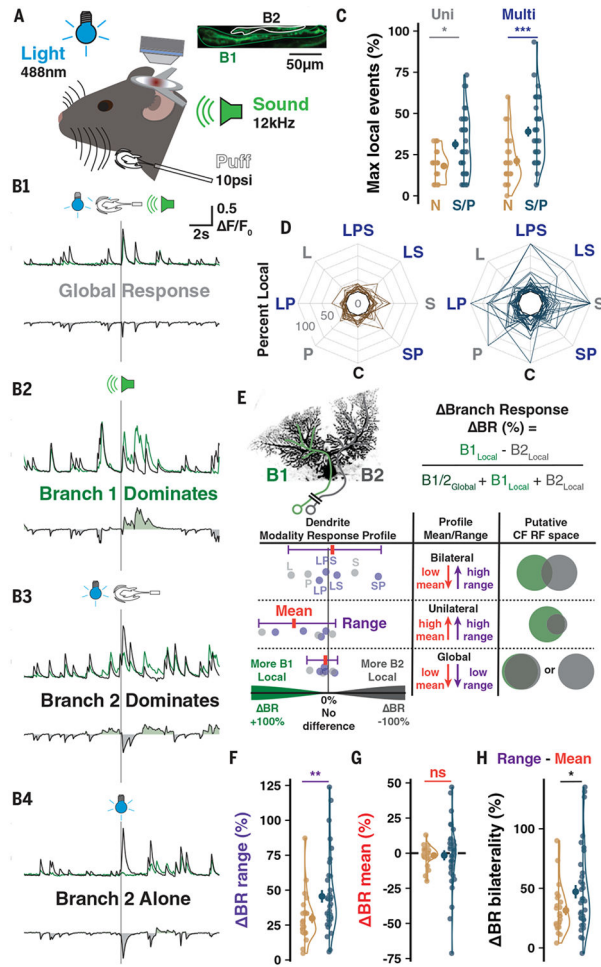 A
Light
488nm
B2
B1
50µm
Sound
12kHz
Puff
10psi
B1
0.5
ΔF/F0
2s
Global Response
B2
Branch 1 Dominates
B3
Branch 2 Dominates
B4
Branch 2 Alone
C
Uni
Multi
*
***
Max local events (%)
100
75
50
25
0
N
S/P
N
S/P
D
Percent Local
LPS
L
LS
LP
S
P
SP
C
0
50
100
LPS
L
LS
LP
S
P
SP
C
E
B1
B2
ΔBranch Response
ΔBR (%) =
B1Local - B2Local
B1/2Global + B1Local + B2Local
Dendrite
Modality Response Profile
Profile
Mean/Range
Putative
CF RF space
L
P
LPS
LP
LS
S
SP
Bilateral
low
mean
high
range
Mean
Range
Unilateral
high
mean
high
range
Global
low
mean
low
range
or
More B1
Local
More B2
Local
ΔBR
+100%
0%
No
difference
ΔBR
-100%
F
**
ΔBR range (%)
125
100
75
50
25
0
G
ns
ΔBR mean (%)
50
25
0
-25
-50
-75
H
Range - Mean
*
ΔBR bilaterality (%)
100
50
0